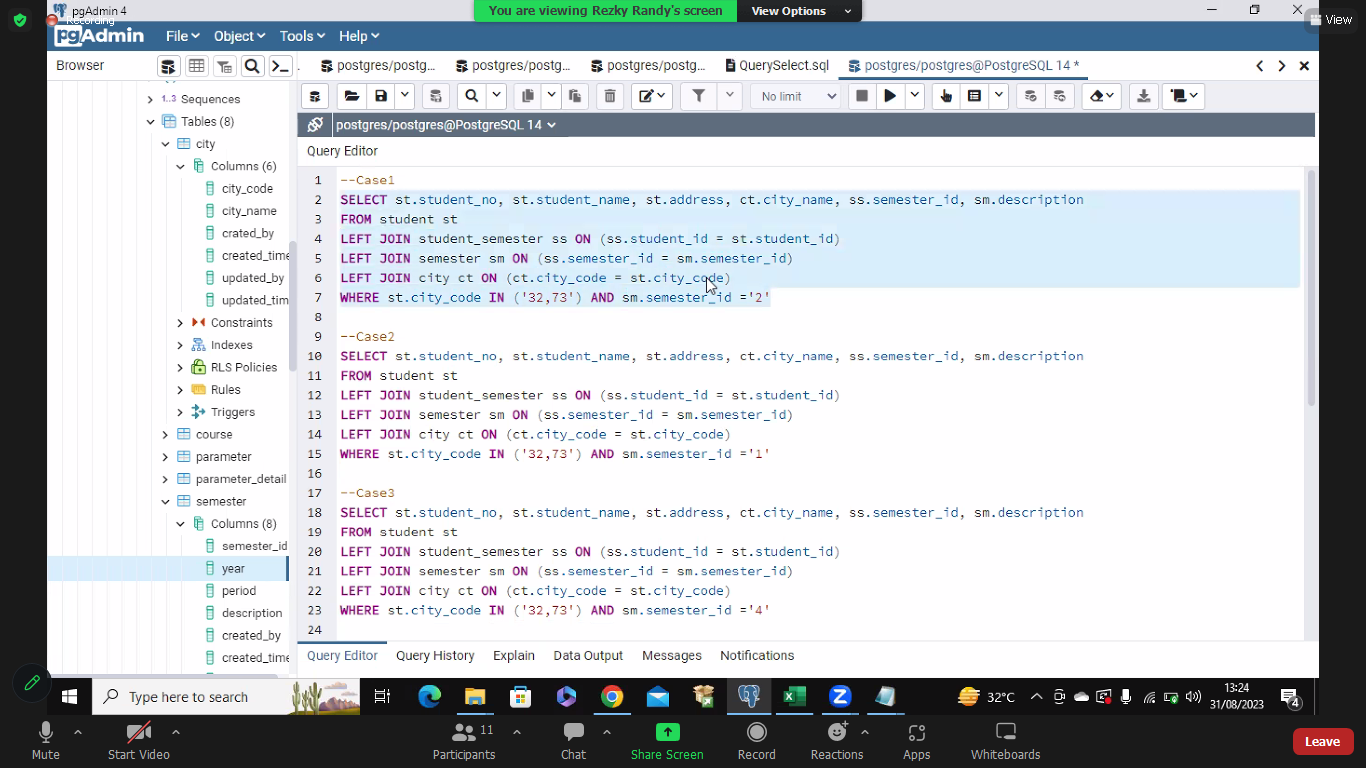 pgAdmin 4
Recording
You are viewing Rezky Randy's screen
View Options
View
pgAdmin
File
Object
Tools
Help
Browser
postgres/postg...
postgres/postg...
postgres/postg...
QuerySelect.sql
postgres/postgres@PostgreSQL 14 *
No limit
postgres/postgres@PostgreSQL 14
Query Editor
1..3 Sequences
Tables (8)
city
Columns (6)
city_code
city_name
crated_by
created_time
updated_by
updated_tim
Constraints
Indexes
RLS Policies
Rules
Triggers
course
parameter
parameter_detail
semester
Columns (8)
semester_id
year
period
description
created_by
created_time
1 --Case1
2 SELECT st.student_no, st.student_name, st.address, ct.city_name, ss.semester_id, sm.description
3 FROM student st
4 LEFT JOIN student_semester ss ON (ss.student_id = st.student_id)
5 LEFT JOIN semester sm ON (ss.semester_id = sm.semester_id)
6 LEFT JOIN city ct ON (ct.city_code = st.city_code)
7 WHERE st.city_code IN ('32,73') AND sm.semester_id ='2'
8
9 --Case2
10 SELECT st.student_no, st.student_name, st.address, ct.city_name, ss.semester_id, sm.description
11 FROM student st
12 LEFT JOIN student_semester ss ON (ss.student_id = st.student_id)
13 LEFT JOIN semester sm ON (ss.semester_id = sm.semester_id)
14 LEFT JOIN city ct ON (ct.city_code = st.city_code)
15 WHERE st.city_code IN ('32,73') AND sm.semester_id ='1'
16
17 --Case3
18 SELECT st.student_no, st.student_name, st.address, ct.city_name, ss.semester_id, sm.description
19 FROM student st
20 LEFT JOIN student_semester ss ON (ss.student_id = st.student_id)
21 LEFT JOIN semester sm ON (ss.semester_id = sm.semester_id)
22 LEFT JOIN city ct ON (ct.city_code = st.city_code)
23 WHERE st.city_code IN ('32,73') AND sm.semester_id ='4'
24
Query Editor
Query History
Explain
Data Output
Messages
Notifications
Type here to search
32°C
13:24
31/08/2023
4
Mute
Start Video
11
Participants
Chat
Share Screen
Record
Reactions
Apps
Whiteboards
Leave